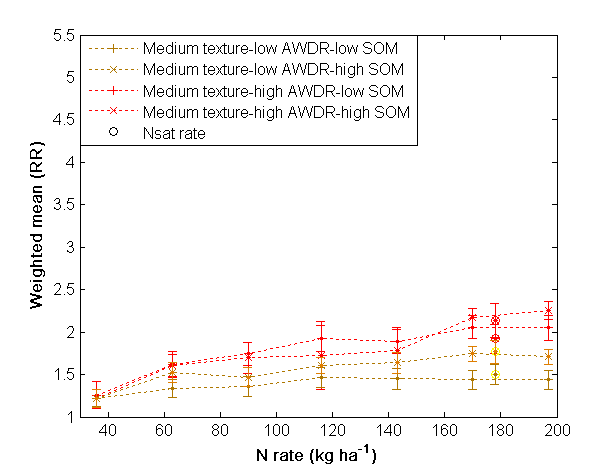 5.5
5
4.5
4
3.5
3
2.5
2
1.5
1
Weighted mean (RR)
Medium texture-low AWDR-low SOM
Medium texture-low AWDR-high SOM
Medium texture-high AWDR-low SOM
Medium texture-high AWDR-high SOM
Nsat rate
40 60 80 100 120 140 160 180 200
N rate (kg ha⁻¹)